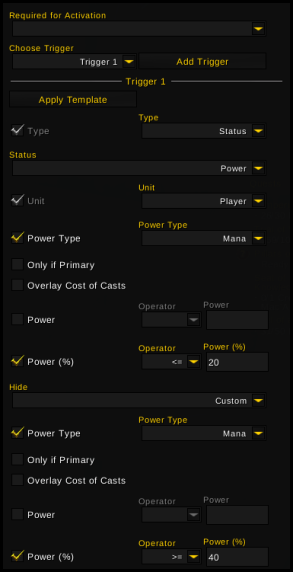 Required for Activation
Choose Trigger
Trigger 1 Add Trigger
Trigger 1
Apply Template
Type
Type Status
Status
Power
Unit
Unit Player
Power Type
Power Type Mana
Only if Primary
Overlay Cost of Casts
Operator Power
Power
Operator Power (%)
Power (%) <= 20
Hide
Custom
Power Type
Power Type Mana
Only if Primary
Overlay Cost of Casts
Operator Power
Power
Operator Power (%)
Power (%) >= 40